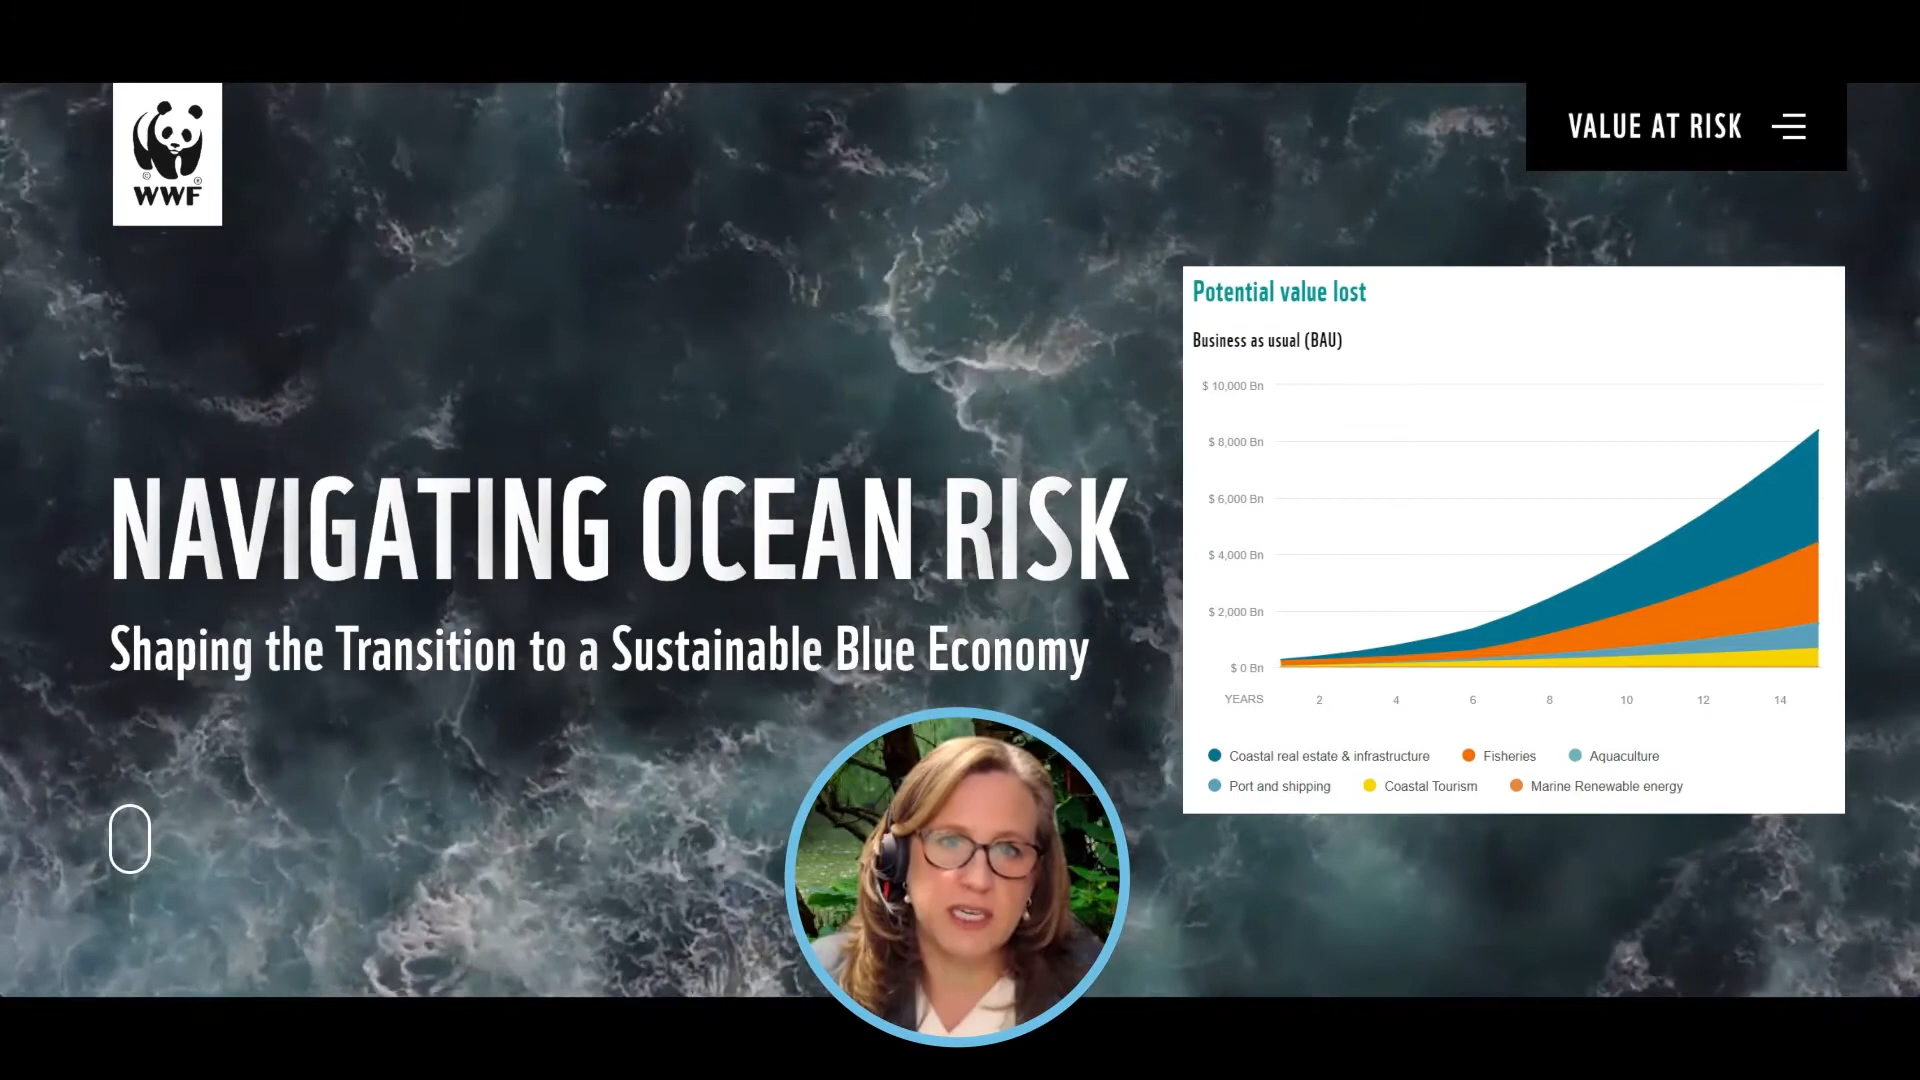 ©
®
WWF
VALUE AT RISK
NAVIGATING OCEAN RISK
Shaping the Transition to a Sustainable Blue Economy
Potential value lost
Business as usual (BAU)
$ 10,000 Bn
$ 8,000 Bn
$ 6,000 Bn
$ 4,000 Bn
$ 2,000 Bn
$ 0 Bn
YEARS 2 4 6 8 10 12 14
Coastal real estate & infrastructure Fisheries Aquaculture
Port and shipping Coastal Tourism Marine Renewable energy